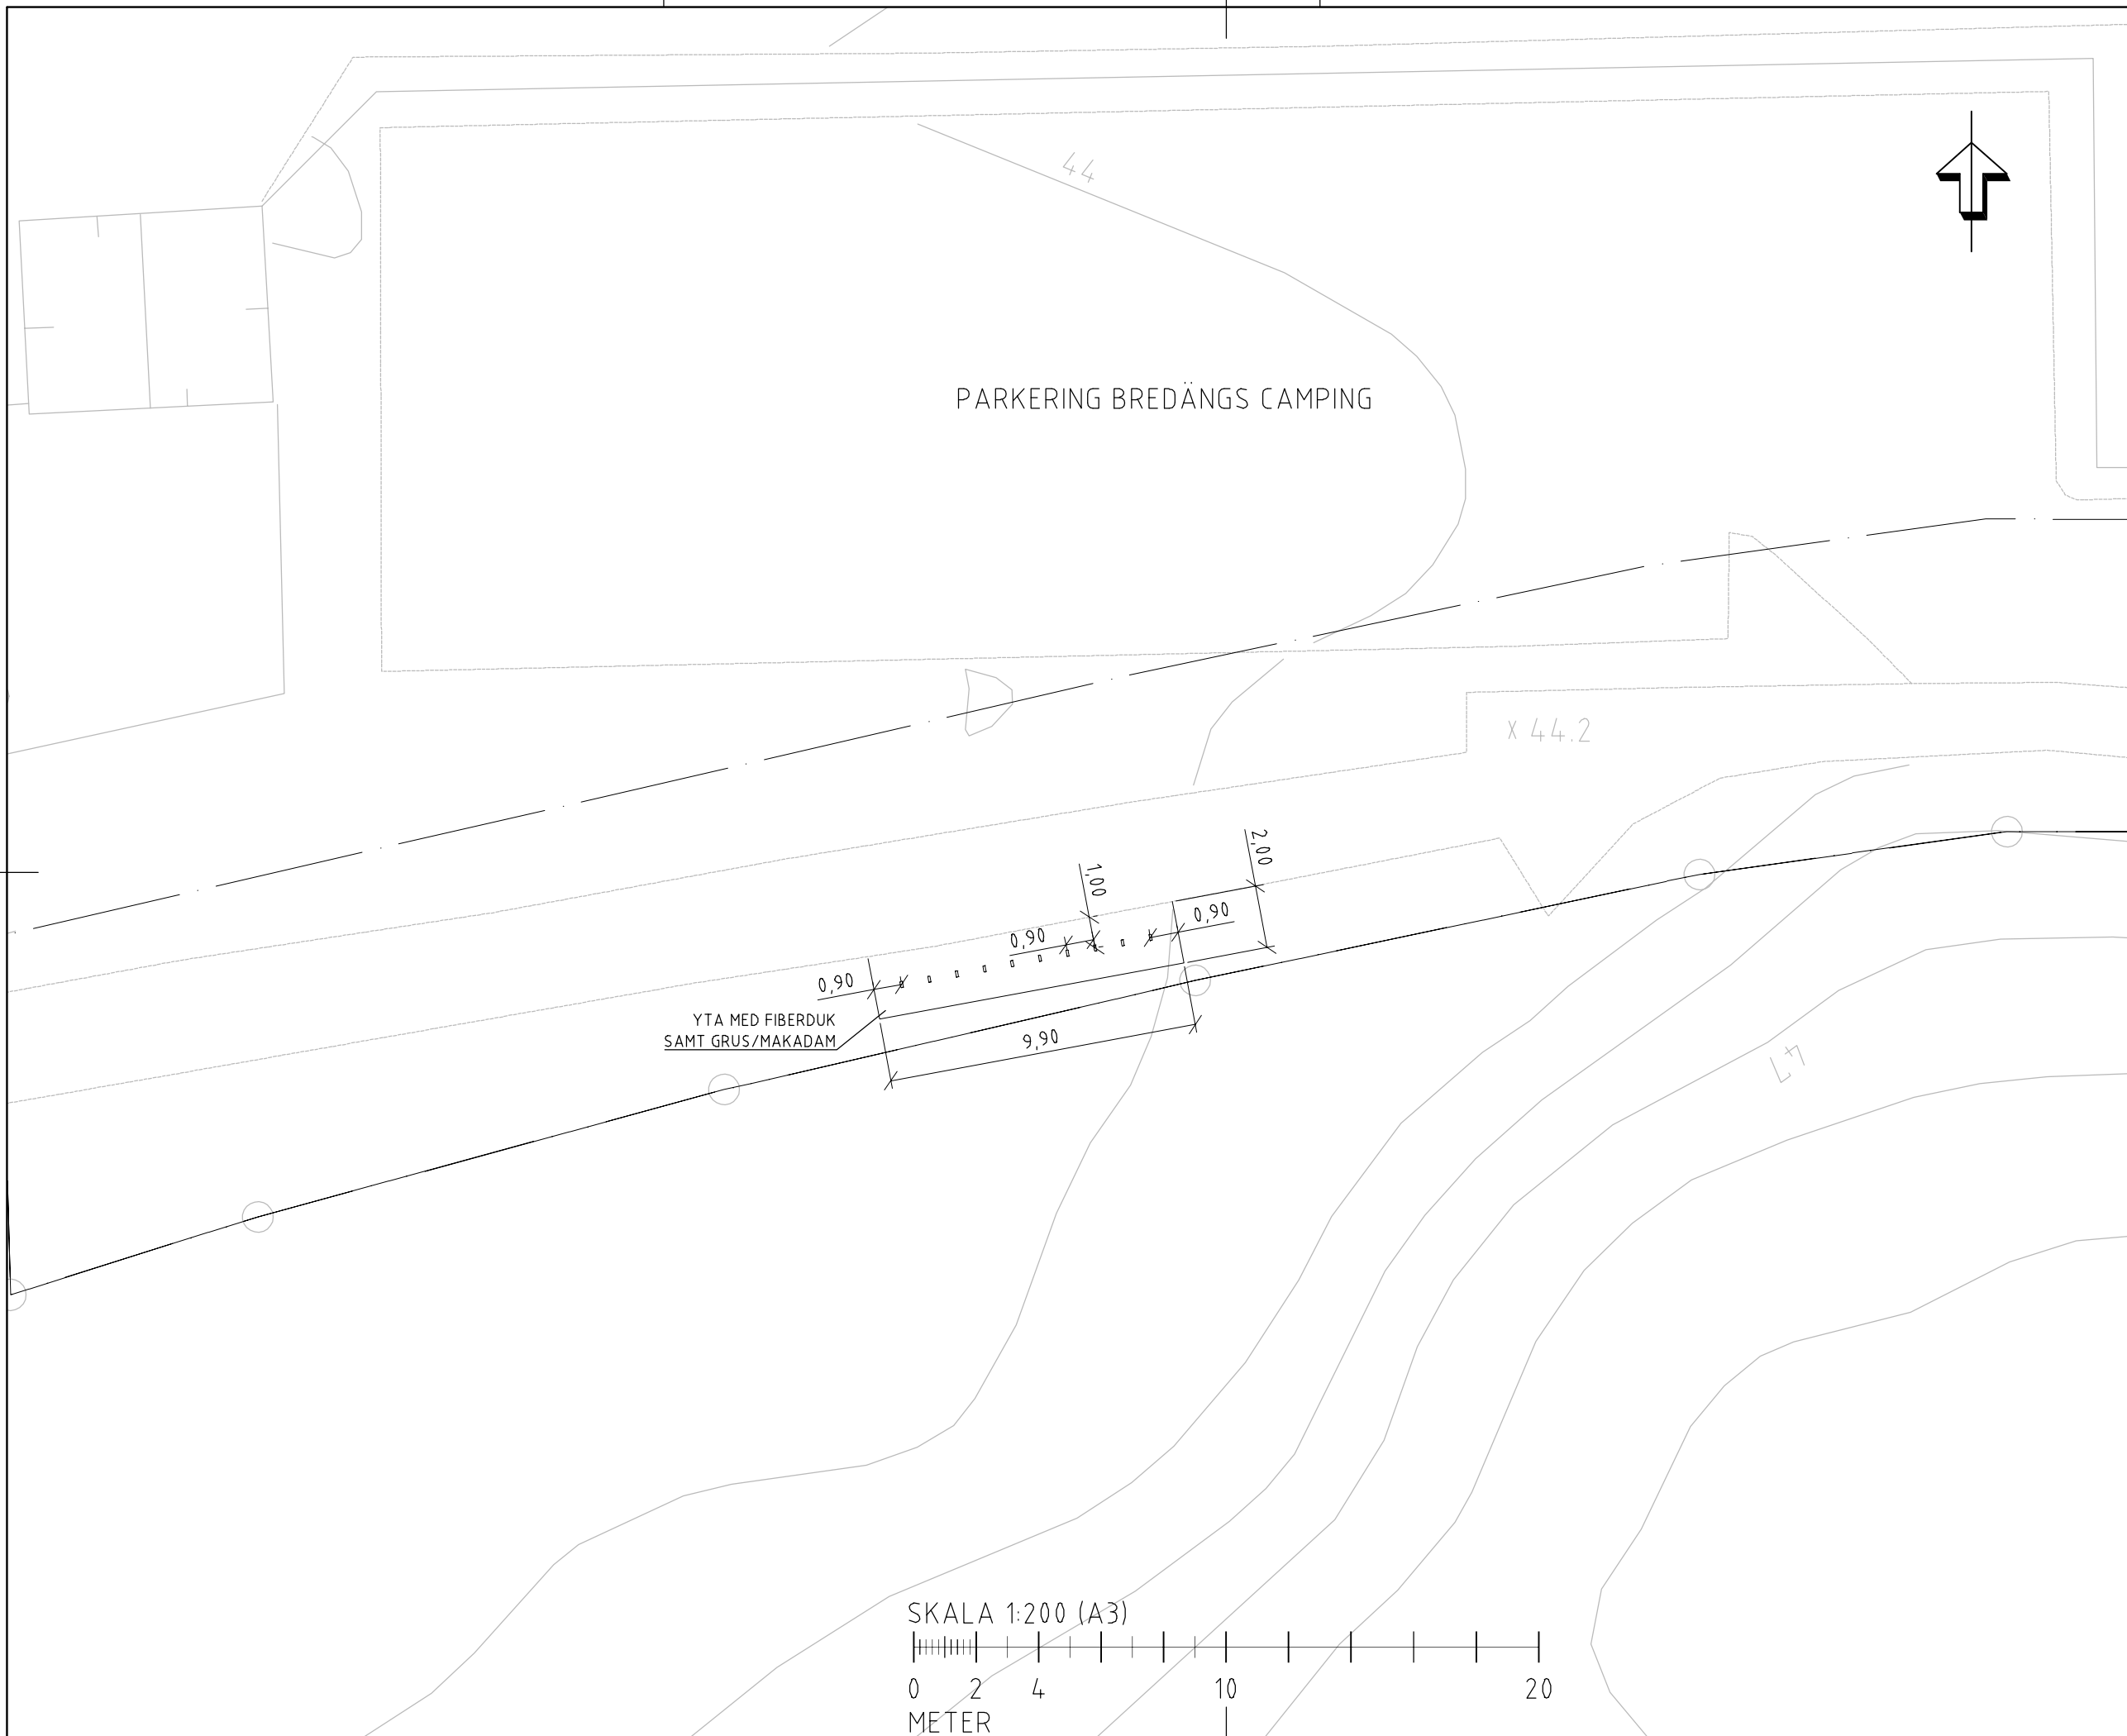 44
PARKERING BREDÄNGS CAMPING
X 44.2
2,00
1,00
0,90
0,90
0,90
YTA MED FIBERDUK
SAMT GRUS/MAKADAM
9,90
47
SKALA 1:200 (A3)
0 2 4 10 20
METER